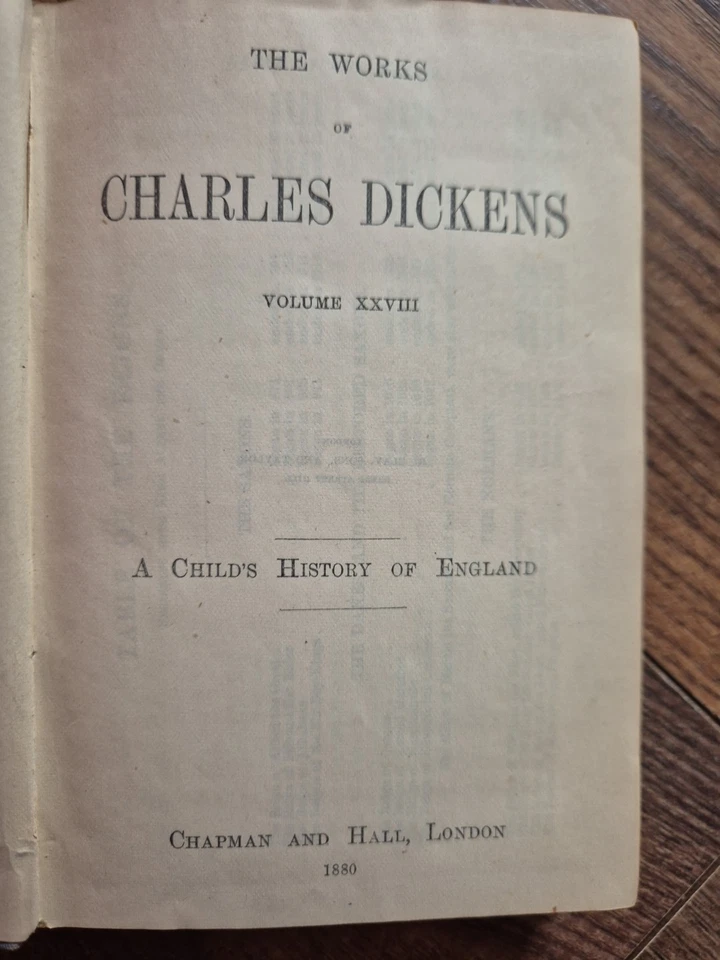 THE WORKS
OF
CHARLES DICKENS
VOLUME XXVIII
A CHILD'S HISTORY OF ENGLAND
CHAPMAN AND HALL, LONDON
1880